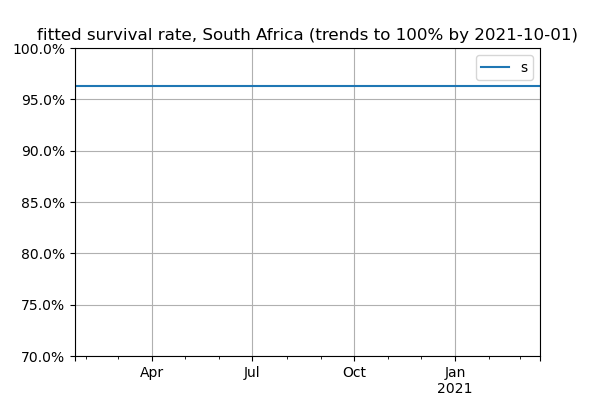 fitted survival rate, South Africa (trends to 100% by 2021-10-01)
100.0%
95.0%
90.0%
85.0%
80.0%
75.0%
70.0%
s
Apr
Jul
Oct
Jan
2021